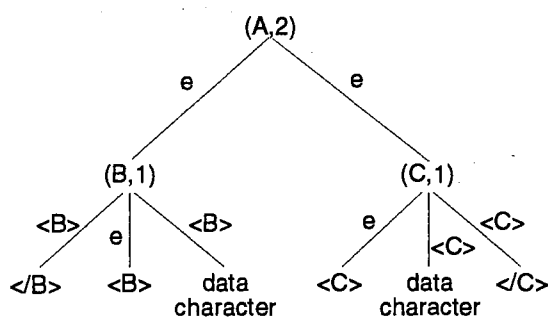 (A,2)
e e
(B,1) (C,1)
<B> e <B> e <C> <C>
</B> <B> data character <C> data character </C>